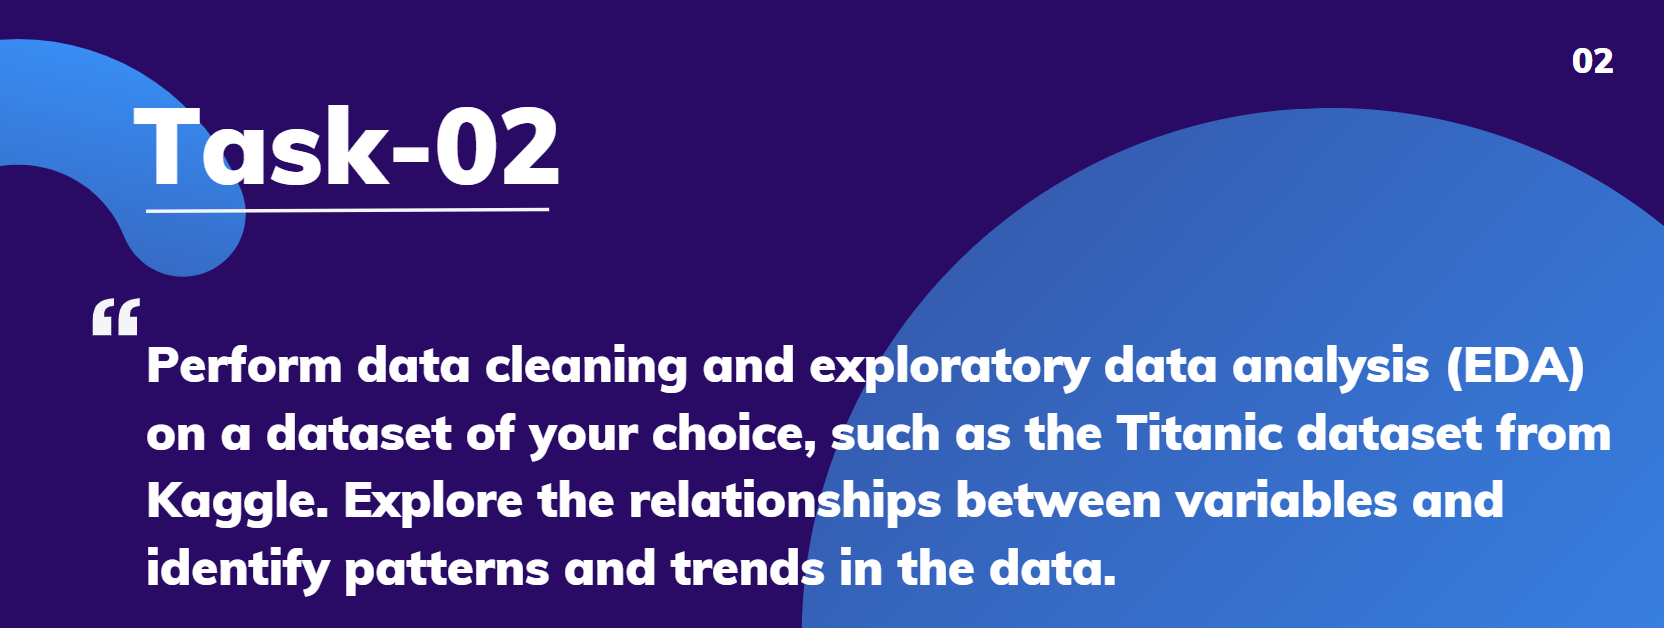 02
Task-02
“
Perform data cleaning and exploratory data analysis (EDA)
on a dataset of your choice, such as the Titanic dataset from
Kaggle. Explore the relationships between variables and
identify patterns and trends in the data.